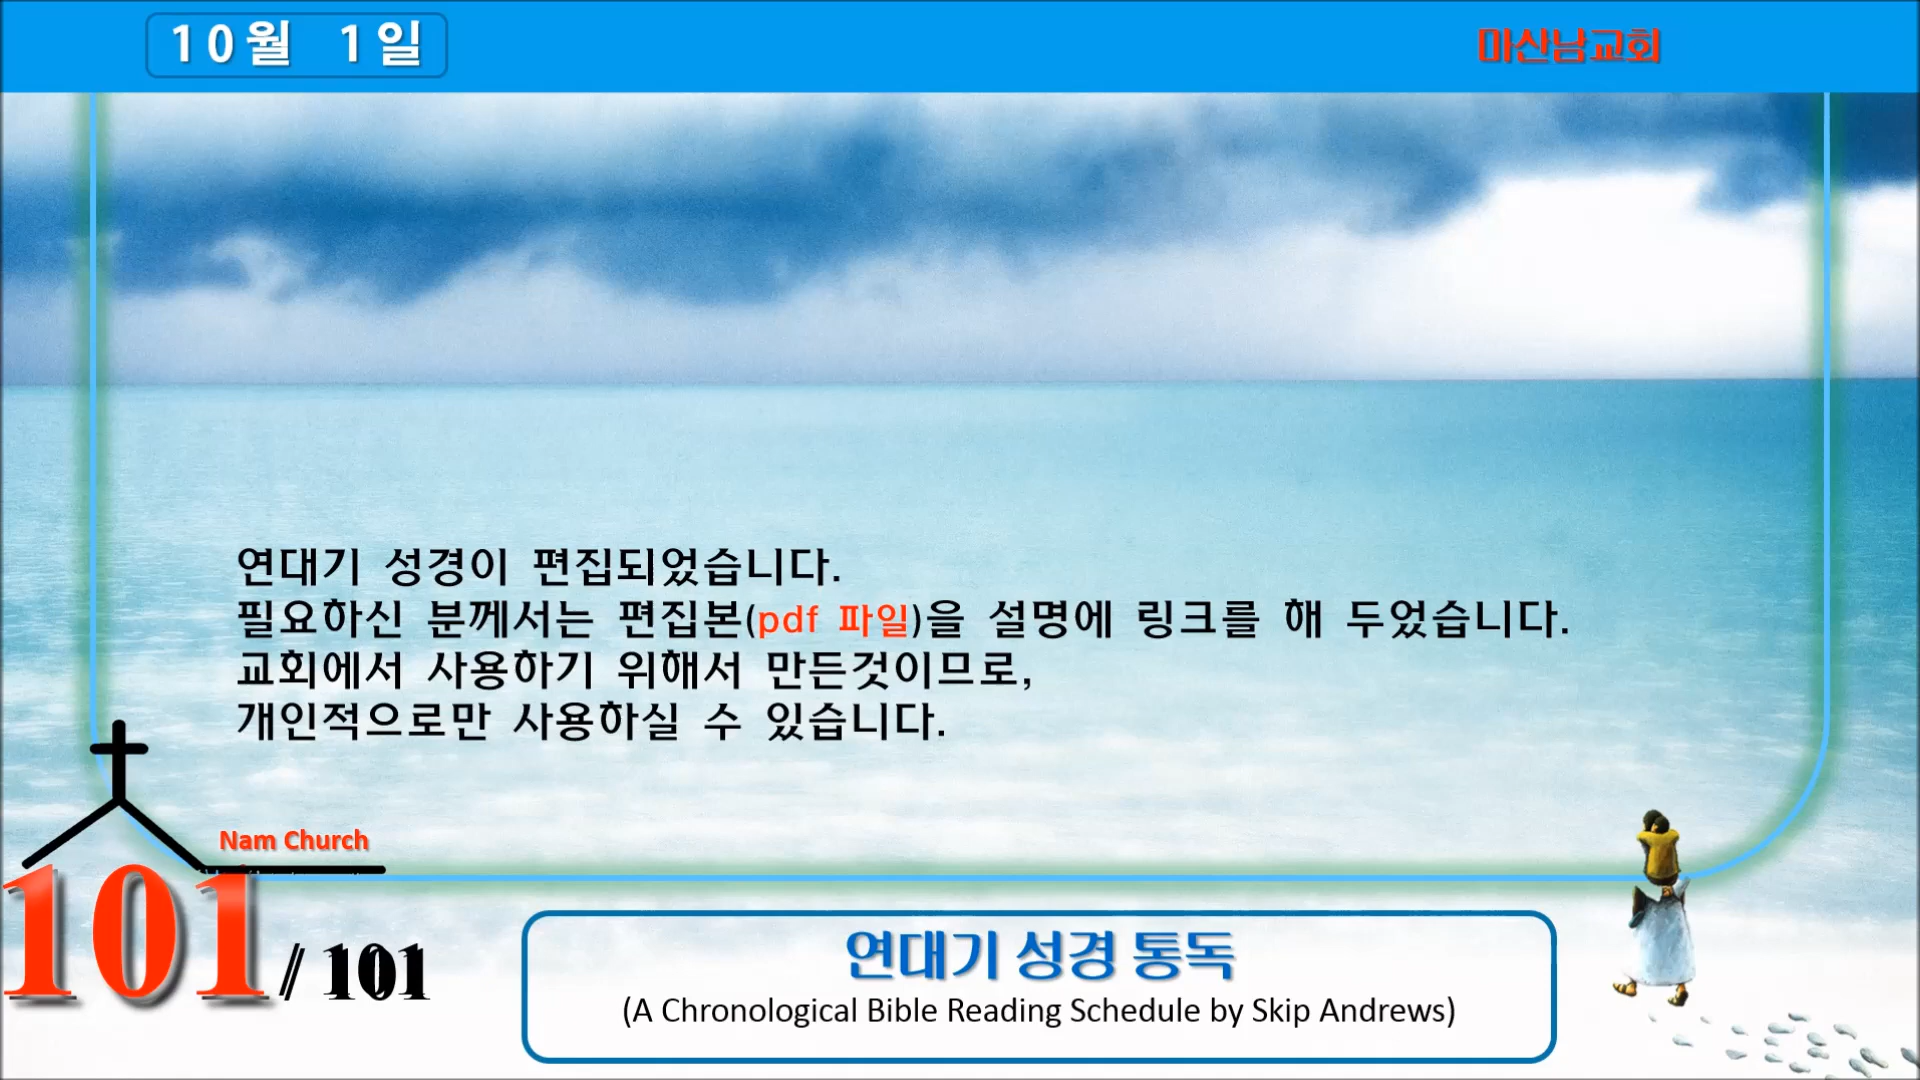 10월 1일
마산남교회
연대기 성경이 편집되었습니다.
필요하신 분께서는 편집본(pdf 파일)을 설명에 링크를 해 두었습니다.
교회에서 사용하기 위해서 만든것이므로,
개인적으로만 사용하실 수 있습니다.
Nam Church
101 / 101
연대기 성경 통독
(A Chronological Bible Reading Schedule by Skip Andrews)